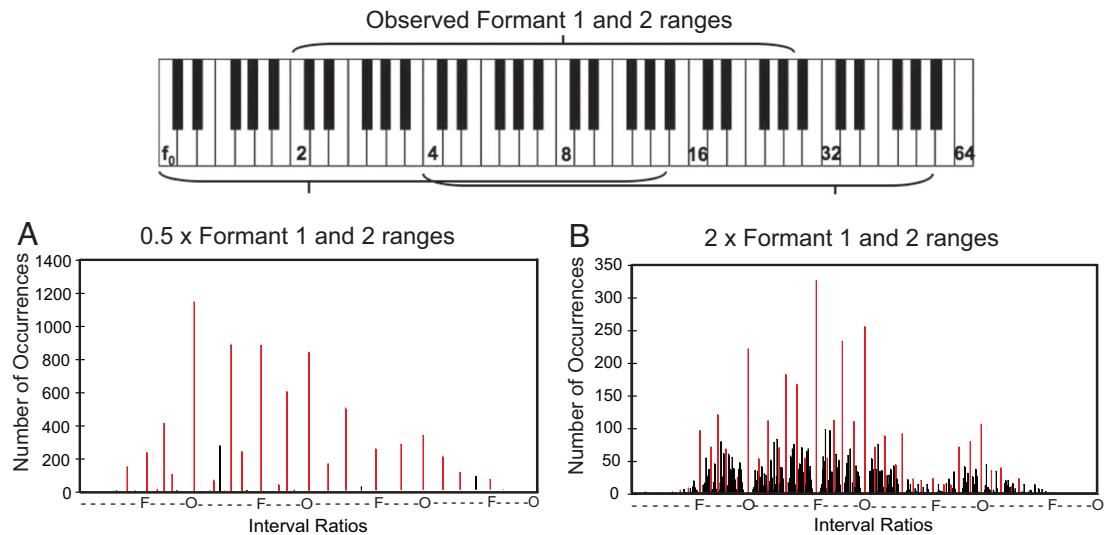 Observed Formant 1 and 2 ranges
f0 2 4 8 16 32 64
A
0.5 x Formant 1 and 2 ranges
Number of Occurrences
1400
1200
1000
800
600
400
200
0
- - - - - - - F- - - -O- - - - - - -F- - - -O- - - - - - -F- - - -O- - - - - - -F- - - -O
Interval Ratios
B
2 x Formant 1 and 2 ranges
Number of Occurrences
350
300
250
200
150
100
50
0
- - - - - - - F- - - -O- - - - - - -F- - - -O- - - - - - -F- - - -O- - - - - - -F- - - -O
Interval Ratios